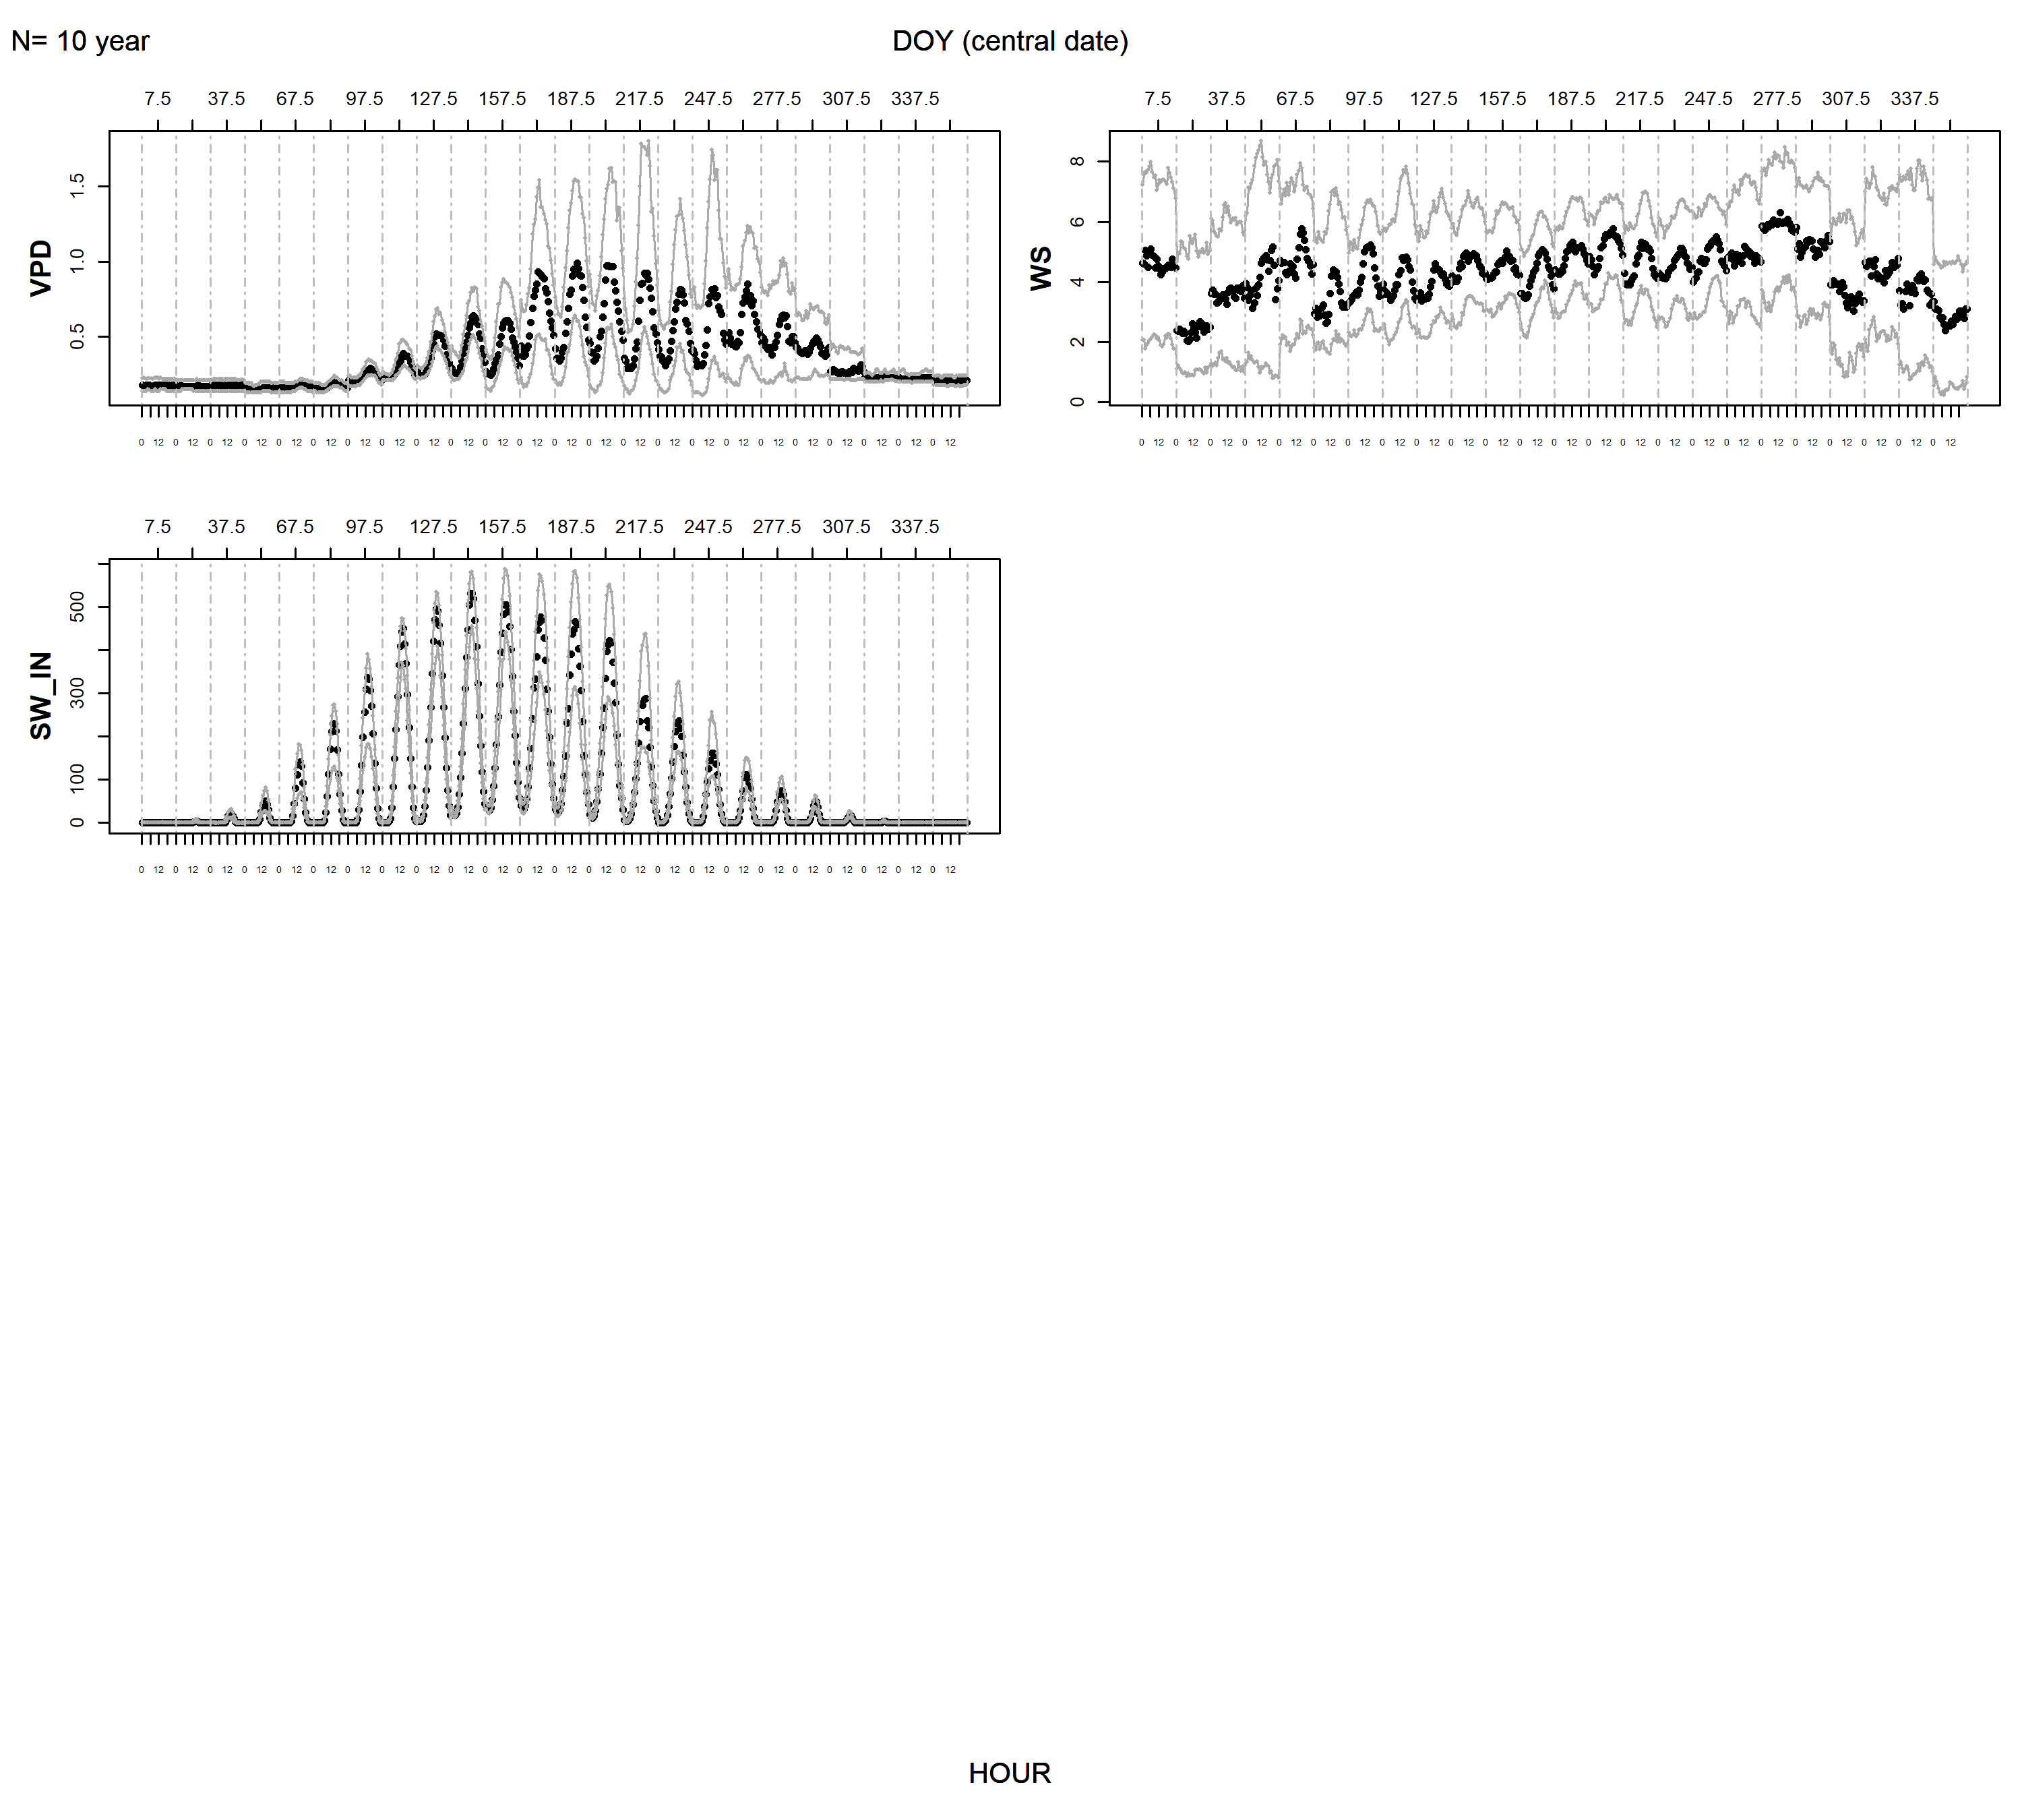 N= 10 year
DOY (central date)
7.5 37.5 67.5 97.5 127.5 157.5 187.5 217.5 247.5 277.5 307.5 337.5
VPD
0.5 1.0 1.5
0 12 0 12 0 12 0 12 0 12 0 12 0 12 0 12 0 12 0 12 0 12 0 12 0 12 0 12 0 12 0 12 0 12 0 12 0 12 0 12 0 12 0 12 0 12 0 12
7.5 37.5 67.5 97.5 127.5 157.5 187.5 217.5 247.5 277.5 307.5 337.5
WS
0 2 4 6 8
0 12 0 12 0 12 0 12 0 12 0 12 0 12 0 12 0 12 0 12 0 12 0 12 0 12 0 12 0 12 0 12 0 12 0 12 0 12 0 12 0 12 0 12 0 12 0 12
7.5 37.5 67.5 97.5 127.5 157.5 187.5 217.5 247.5 277.5 307.5 337.5
SW_IN
0 100 300 500
0 12 0 12 0 12 0 12 0 12 0 12 0 12 0 12 0 12 0 12 0 12 0 12 0 12 0 12 0 12 0 12 0 12 0 12 0 12 0 12 0 12 0 12 0 12 0 12
HOUR